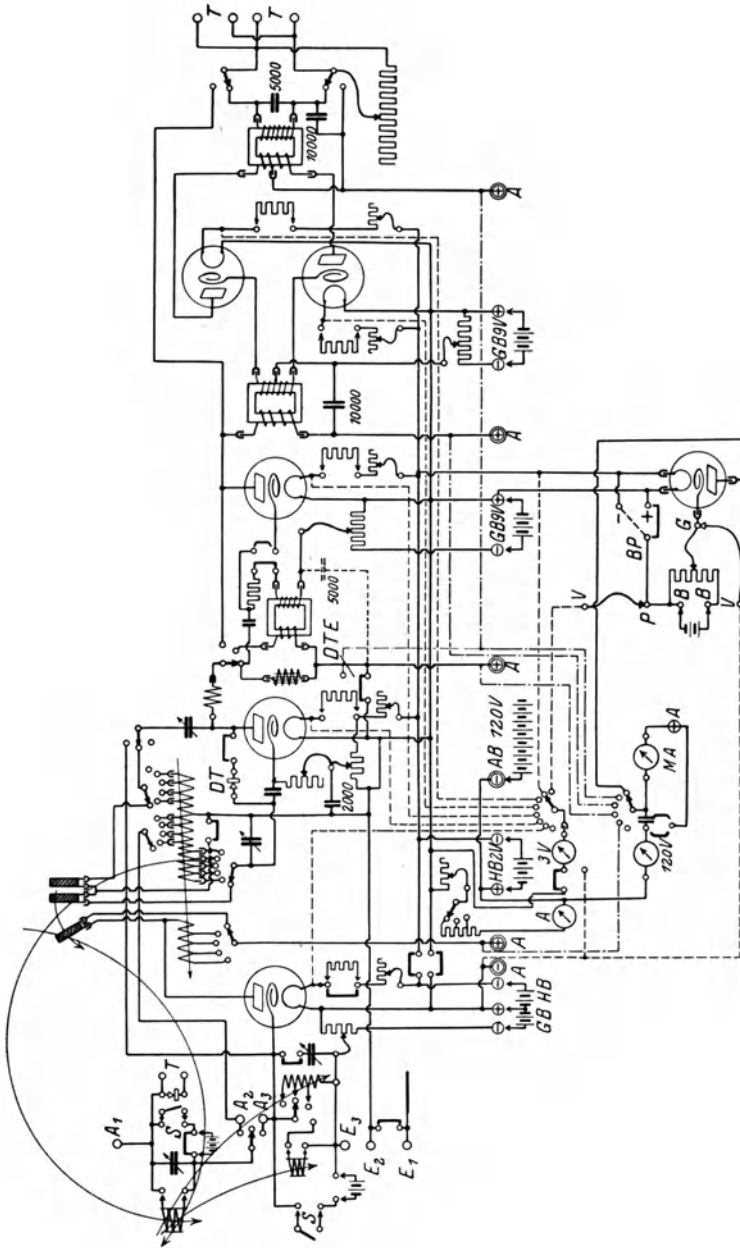 T
T
5000
10000
A
GB9V
10000
A
GB9V
5000
DTE
A
DT
2000
AB 120V
HB2V
3V
A
MA
A
120V
A
A
GB HB
G
BP
+
-
P
B
B
V
V
T
S
A1
A2
A3
E3
E2
E1
S